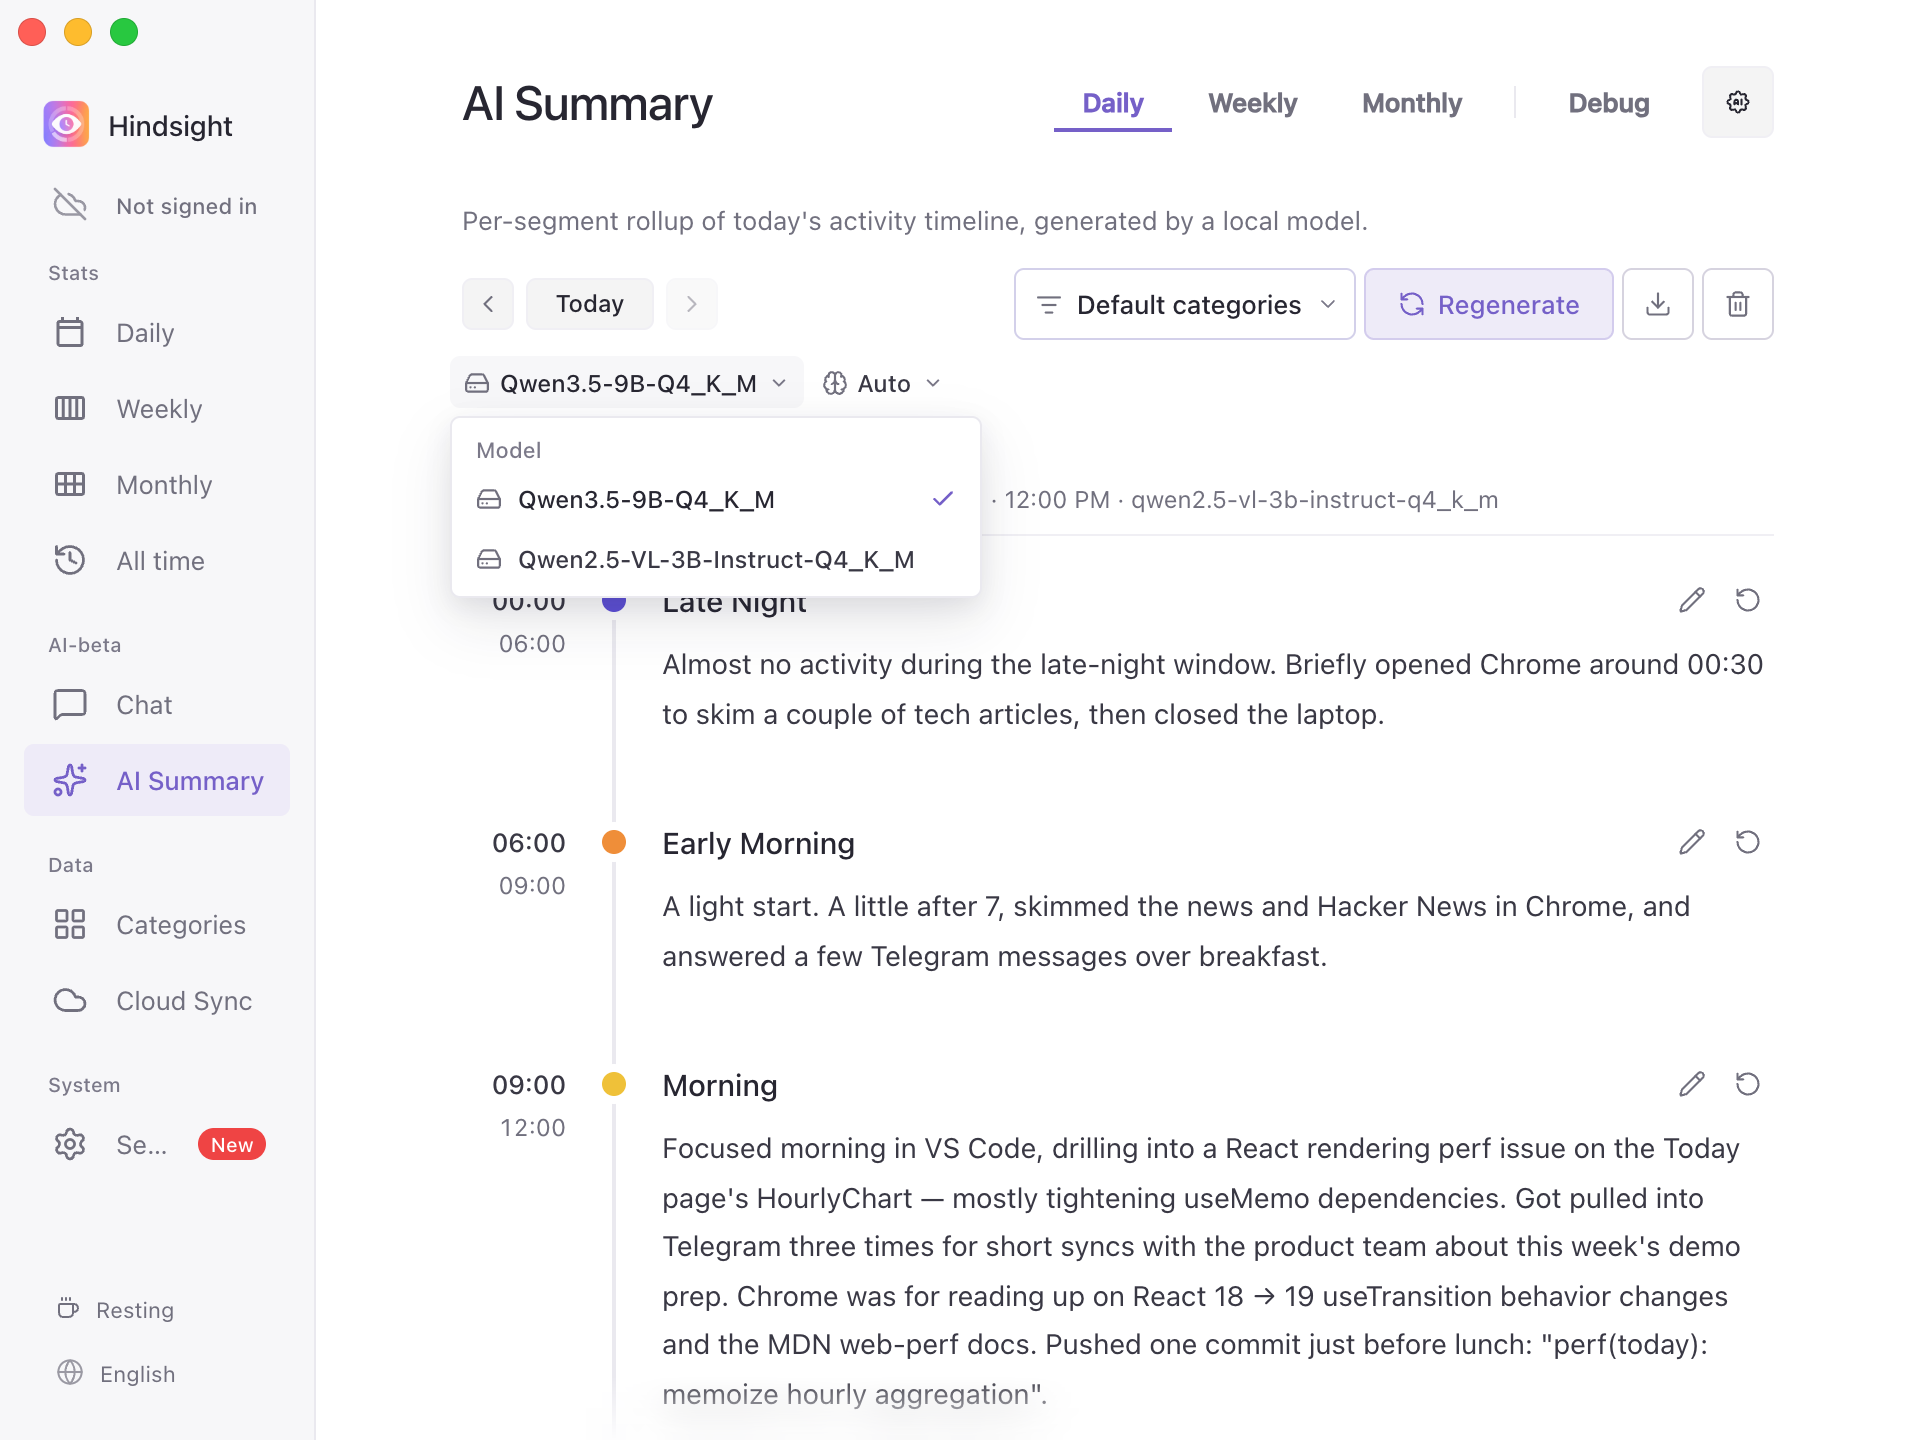 Hindsight
Not signed in
Stats
Daily
Weekly
Monthly
All time
AI-beta
Chat
AI Summary
Data
Categories
Cloud Sync
System
Se... New
Resting
English
AI Summary
Daily Weekly Monthly Debug
Per-segment rollup of today's activity timeline, generated by a local model.
Today
Default categories
Regenerate
Qwen3.5-9B-Q4_K_M
Auto
Model
Qwen3.5-9B-Q4_K_M
Qwen2.5-VL-3B-Instruct-Q4_K_M
· 12:00 PM · qwen2.5-vl-3b-instruct-q4_k_m
00:00 Late Night
06:00
Almost no activity during the late-night window. Briefly opened Chrome around 00:30
to skim a couple of tech articles, then closed the laptop.
06:00 Early Morning
09:00
A light start. A little after 7, skimmed the news and Hacker News in Chrome, and
answered a few Telegram messages over breakfast.
09:00 Morning
12:00
Focused morning in VS Code, drilling into a React rendering perf issue on the Today
page's HourlyChart — mostly tightening useMemo dependencies. Got pulled into
Telegram three times for short syncs with the product team about this week's demo
prep. Chrome was for reading up on React 18 → 19 useTransition behavior changes
and the MDN web-perf docs. Pushed one commit just before lunch: "perf(today):
memoize hourly aggregation".